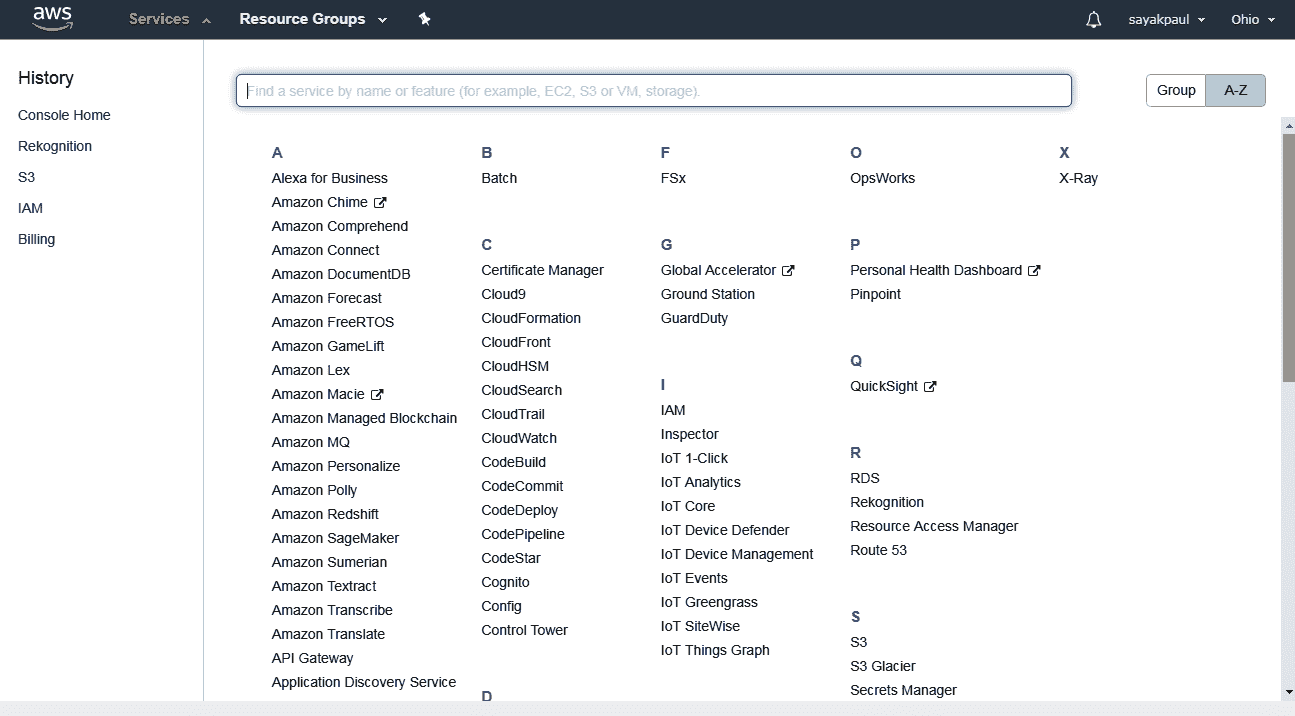 aws
Services
Resource Groups
sayakpaul
Ohio
History
Console Home
Rekognition
S3
IAM
Billing
Find a service by name or feature (for example, EC2, S3 or VM, storage).
Group
A-Z
A
Alexa for Business
Amazon Chime
Amazon Comprehend
Amazon Connect
Amazon DocumentDB
Amazon Forecast
Amazon FreeRTOS
Amazon GameLift
Amazon Lex
Amazon Macie
Amazon Managed Blockchain
Amazon MQ
Amazon Personalize
Amazon Polly
Amazon Redshift
Amazon SageMaker
Amazon Sumerian
Amazon Textract
Amazon Transcribe
Amazon Translate
API Gateway
Application Discovery Service
B
Batch
C
Certificate Manager
Cloud9
CloudFormation
CloudFront
CloudHSM
CloudSearch
CloudTrail
CloudWatch
CodeBuild
CodeCommit
CodeDeploy
CodePipeline
CodeStar
Cognito
Config
Control Tower
D
F
FSx
G
Global Accelerator
Ground Station
GuardDuty
I
IAM
Inspector
IoT 1-Click
IoT Analytics
IoT Core
IoT Device Defender
IoT Device Management
IoT Events
IoT Greengrass
IoT SiteWise
IoT Things Graph
O
OpsWorks
P
Personal Health Dashboard
Pinpoint
Q
QuickSight
R
RDS
Rekognition
Resource Access Manager
Route 53
S
S3
S3 Glacier
Secrets Manager
X
X-Ray